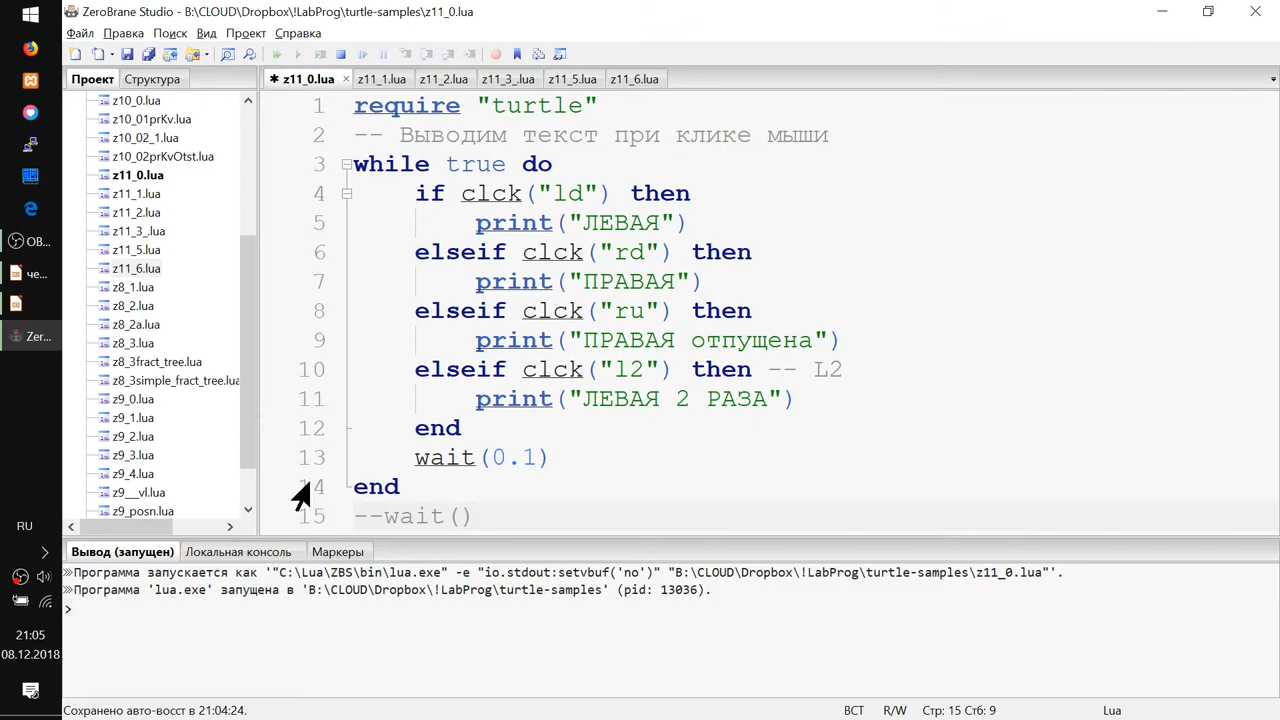 ZeroBrane Studio - B:\CLOUD\Dropbox\!LabProg\turtle-samples\z11_0.lua
Файл Правка Поиск Вид Проект Справка
Проект Структура
z10_0.lua
z10_01prKv.lua
z10_02_1.lua
z10_02prKvOtst.lua
z11_0.lua
z11_1.lua
z11_2.lua
z11_3_.lua
z11_5.lua
z11_6.lua
z8_1.lua
z8_2.lua
z8_2a.lua
z8_3.lua
z8_3fract_tree.lua
z8_3simple_fract_tree.lua
z9_0.lua
z9_1.lua
z9_2.lua
z9_3.lua
z9_4.lua
z9__vl.lua
z9_posn.lua
✱ z11_0.lua × z11_1.lua z11_2.lua z11_3_.lua z11_5.lua z11_6.lua
1 require "turtle"
2 -- Выводим текст при клике мыши
3 while true do
4 if clck("ld") then
5 print("ЛЕВАЯ")
6 elseif clck("rd") then
7 print("ПРАВАЯ")
8 elseif clck("ru") then
9 print("ПРАВАЯ отпущена")
10 elseif clck("l2") then -- L2
11 print("ЛЕВАЯ 2 РАЗА")
12 end
13 wait(0.1)
14 end
15 --wait()
Вывод (запущен) Локальная консоль Маркеры
Программа запускается как '"C:\Lua\ZBS\bin\lua.exe" -e "io.stdout:setvbuf('no')" "B:\CLOUD\Dropbox\!LabProg\turtle-samples\z11_0.lua"'.
Программа 'lua.exe' запущена в 'B:\CLOUD\Dropbox\!LabProg\turtle-samples' (pid: 13036).
Сохранено авто-восст в 21:04:24. ВСТ R/W Стр: 15 Стб: 9 Lua
OB...
че...
Zer...
RU
21:05
08.12.2018